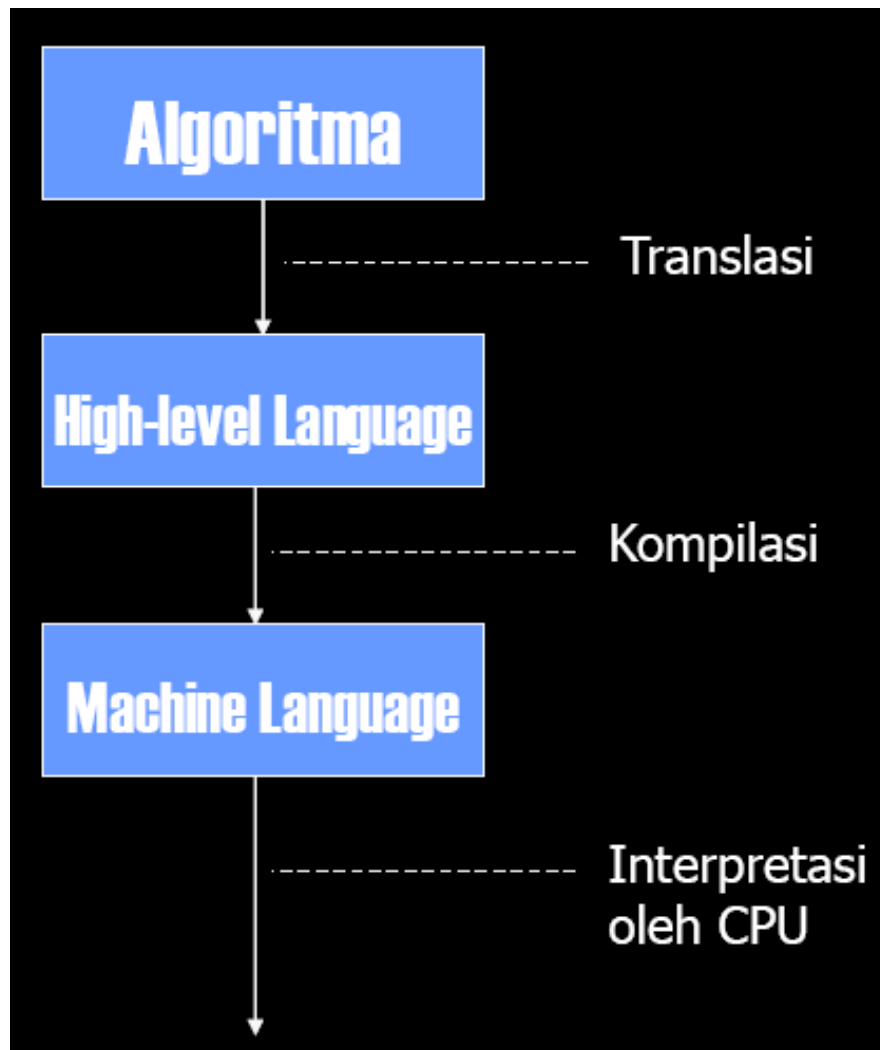 Algoritma
Translasi
High-level Language
Kompilasi
Machine Language
Interpretasi
oleh CPU